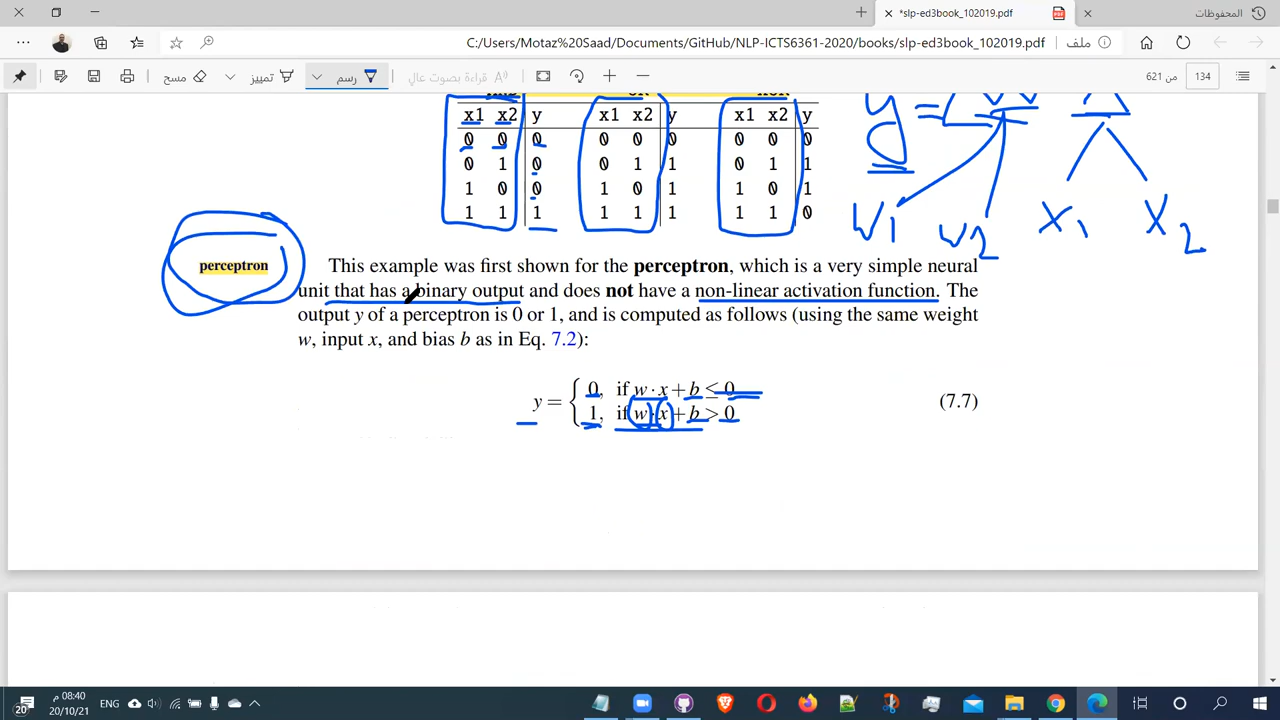 *slp-ed3book_102019.pdf
المحفوظات
C:/Users/Motaz%20Saad/Documents/GitHub/NLP-ICTS6361-2020/books/slp-ed3book_102019.pdf
ملف
مسح
تمييز
رسم
قراءة بصوت عال
من 621
134
x1 x2 y x1 x2 y x1 x2 y
0 0 0 0 0 0 0 0 0
0 1 0 0 1 1 0 1 1
1 0 0 1 0 1 1 0 1
1 1 1 1 1 1 1 1 0
y =
W1 W2 X1 X2
perceptron
This example was first shown for the perceptron, which is a very simple neural
unit that has a binary output and does not have a non-linear activation function. The
output y of a perceptron is 0 or 1, and is computed as follows (using the same weight
w, input x, and bias b as in Eq. 7.2):
y = { 0, if w · x + b ≤ 0
1, if w · x + b > 0
(7.7)
م 08:40
20/10/21
ENG
20